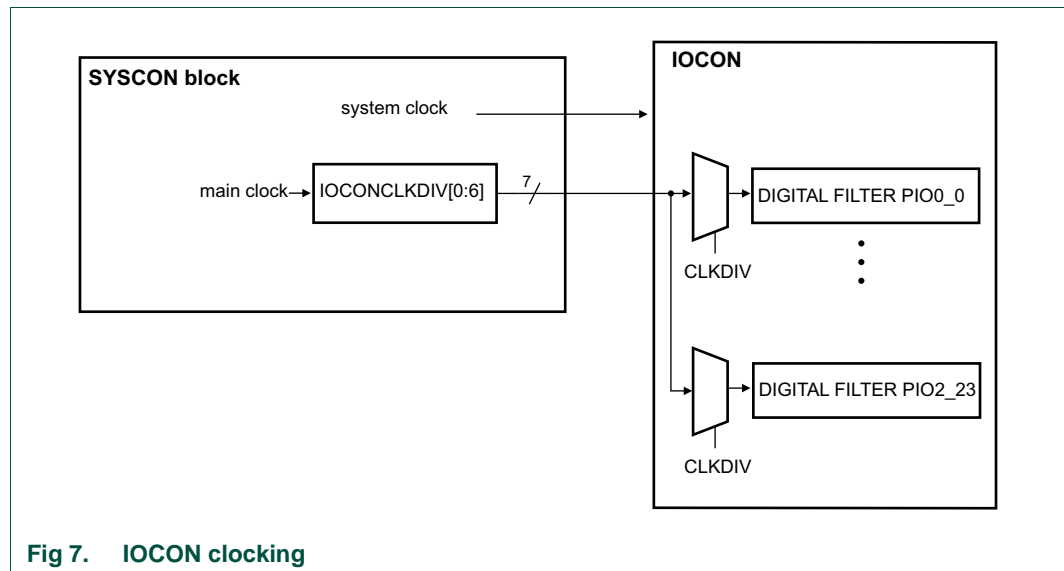 SYSCON block
system clock
main clock
IOCONCLKDIV[0:6]
7
IOCON
DIGITAL FILTER PIO0_0
CLKDIV
DIGITAL FILTER PIO2_23
CLKDIV
Fig 7. IOCON clocking